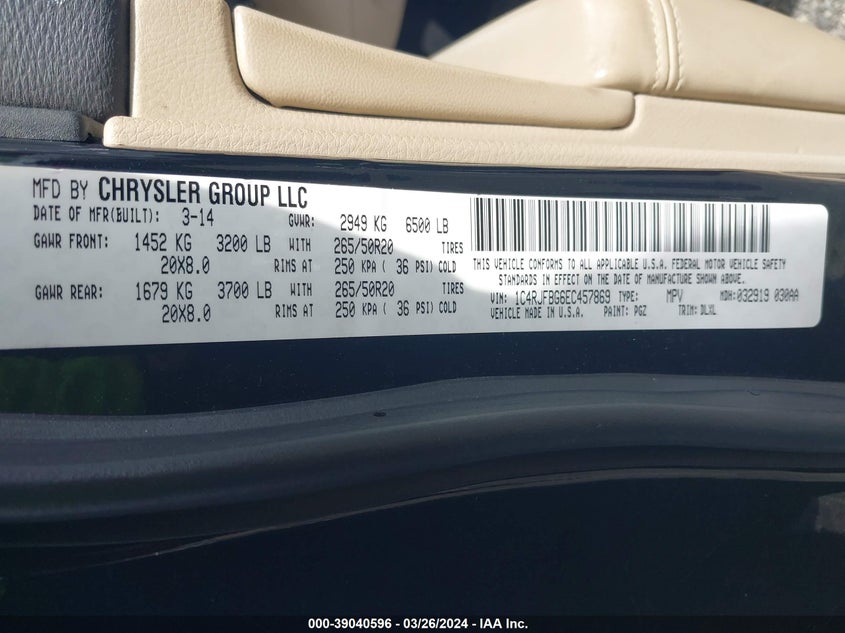 MFD BY CHRYSLER GROUP LLC
DATE OF MFR(BUILT): 3-14 GVWR: 2949 KG 6500 LB
GAWR FRONT: 1452 KG 3200 LB WITH 265/50R20 TIRES
20X8.0 RIMS AT 250 KPA ( 36 PSI) COLD
GAWR REAR: 1679 KG 3700 LB WITH 265/50R20 TIRES
20X8.0 RIMS AT 250 KPA ( 36 PSI) COLD
THIS VEHICLE CONFORMS TO ALL APPLICABLE U.S.A. FEDERAL MOTOR VEHICLE SAFETY
STANDARDS IN EFFECT ON THE DATE OF MANUFACTURE SHOWN ABOVE.
VIN: 1C4RJFBG6EC457869 TYPE: MPV MDH:032919 030AA
VEHICLE MADE IN U.S.A. PAINT: PGZ TRIM: DLXL
000-39040596 - 03/26/2024 - IAA Inc.